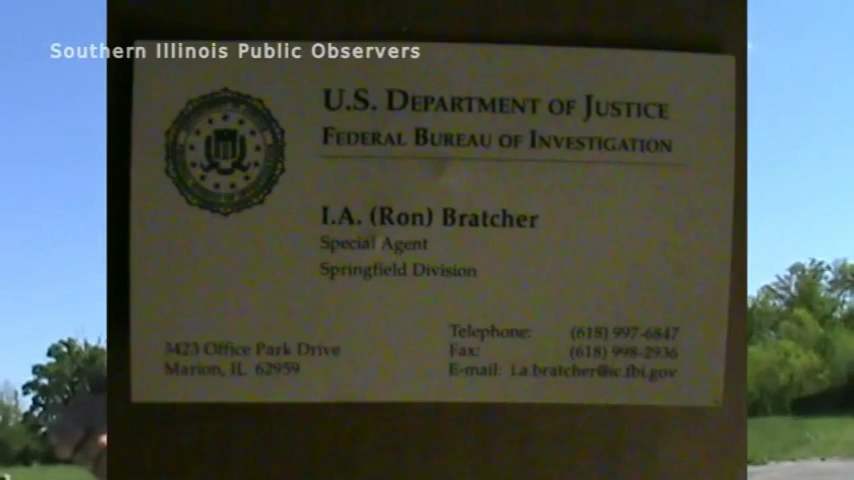 Southern Illinois Public Observers
U.S. DEPARTMENT OF JUSTICE
FEDERAL BUREAU OF INVESTIGATION
I.A. (Ron) Bratcher
Special Agent
Springfield Division
3423 Office Park Drive
Marion, IL 62959
Telephone: (618) 997-6847
Fax: (618) 998-2936
E-mail: i.a.bratcher@ic.fbi.gov